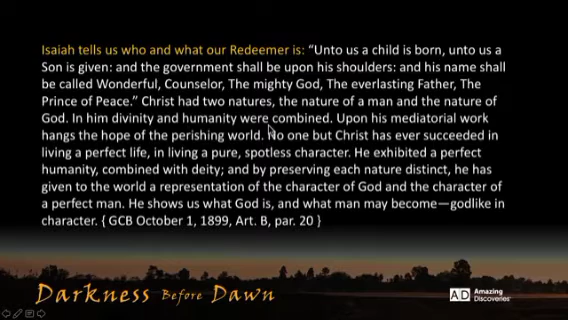 Isaiah tells us who and what our Redeemer is: “Unto us a child is born, unto us a
Son is given: and the government shall be upon his shoulders: and his name shall
be called Wonderful, Counselor, The mighty God, The everlasting Father, The
Prince of Peace.” Christ had two natures, the nature of a man and the nature of
God. In him divinity and humanity were combined. Upon his mediatorial work
hangs the hope of the perishing world. No one but Christ has ever succeeded in
living a perfect life, in living a pure, spotless character. He exhibited a perfect
humanity, combined with deity; and by preserving each nature distinct, he has
given to the world a representation of the character of God and the character of
a perfect man. He shows us what God is, and what man may become—godlike in
character. { GCB October 1, 1899, Art. B, par. 20 }
Darkness Before Dawn
AD Amazing
Discoveries